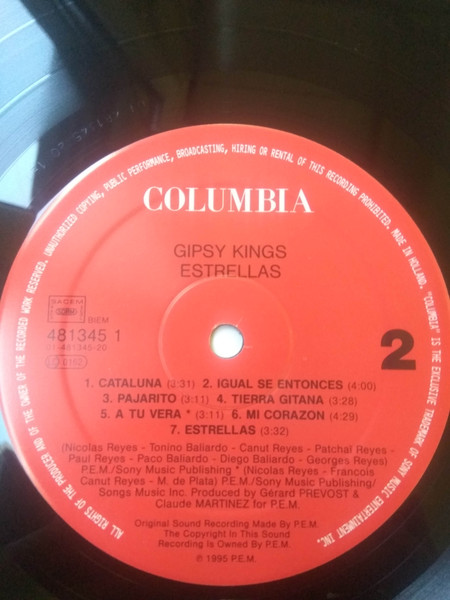 ALL RIGHTS OF THE PRODUCER AND OF THE OWNER OF THE RECORDED WORK RESERVED. UNAUTHORIZED COPYING, PUBLIC PERFORMANCE, BROADCASTING, HIRING OR RENTAL OF THIS RECORDING PROHIBITED. MADE IN HOLLAND. "COLUMBIA" IS THE EXCLUSIVE TRADEMARK OF SONY MUSIC ENTERTAINMENT INC.
COLUMBIA
GIPSY KINGS
ESTRELLAS
BIEM
481345 1
01-481345-20
2
1. CATALUNA (3:31) 2. IGUAL SE ENTONCES (4:00)
3. PAJARITO (3:11) 4. TIERRA GITANA (3:28)
5. A TU VERA * (3:11) 6. MI CORAZON (4:29)
7. ESTRELLAS (3:32)
(Nicolas Reyes - Tonino Baliardo - Canut Reyes - Patchai Reyes -
Paul Reyes - Paco Baliardo - Diego Baliardo - Georges Reyes)
P.E.M./Sony Music Publishing * (Nicolas Reyes - Francois
Canut Reyes - M. de Plata) P.E.M./Sony Music Publishing/
Songs Music Inc. Produced by Gérard PREVOST &
Claude MARTINEZ for P.E.M.
Original Sound Recording Made By P.E.M.
The Copyright In This Sound
Recording is Owned By P.E.M.
℗ 1995 P.E.M.